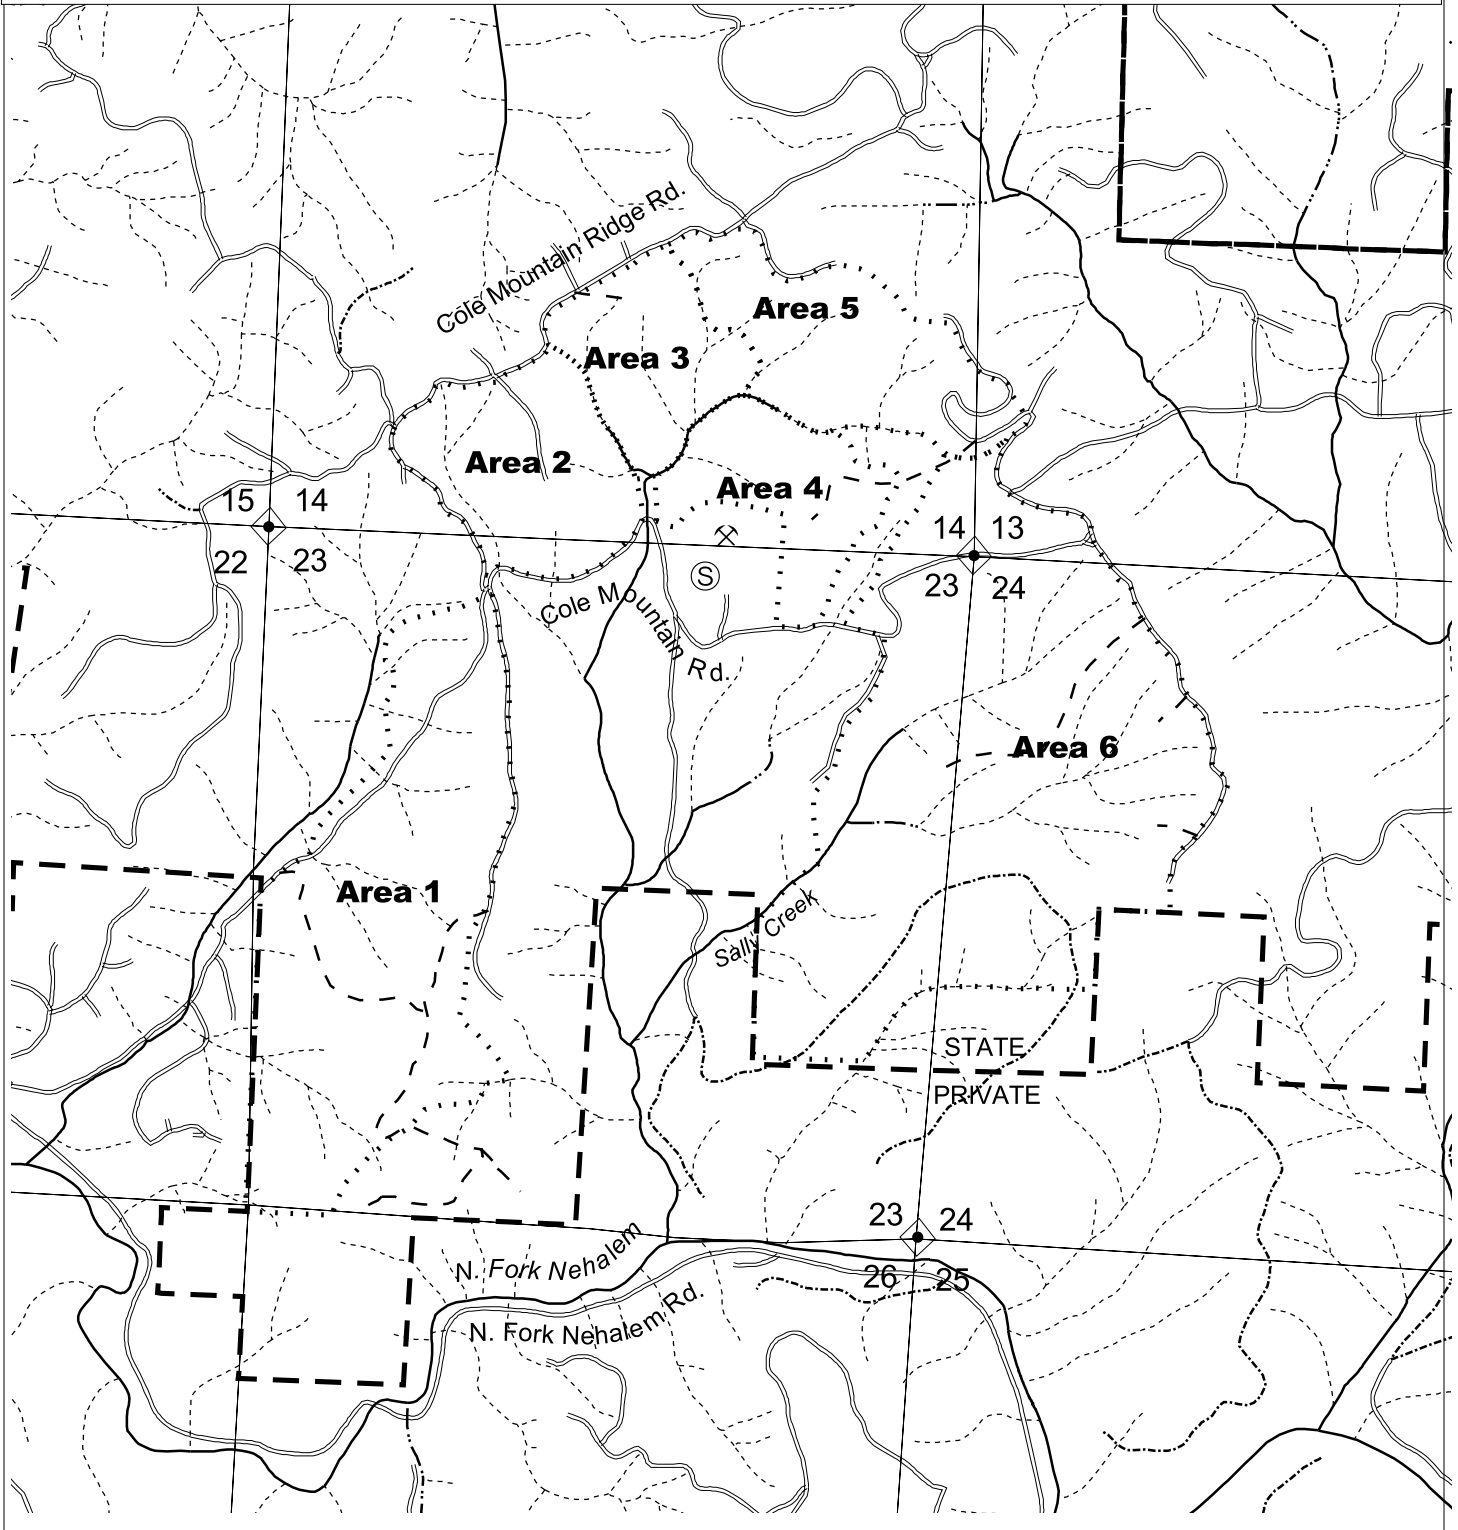 Cole Mountain Ridge Rd.
Area 5
Area 3
Area 2
Area 4
15 14
22 23
14 13
23 24
S
Cole Mountain Rd.
Area 6
Area 1
Sally Creek
STATE
PRIVATE
23 24
26 25
N. Fork Nehalem
N. Fork Nehalem Rd.